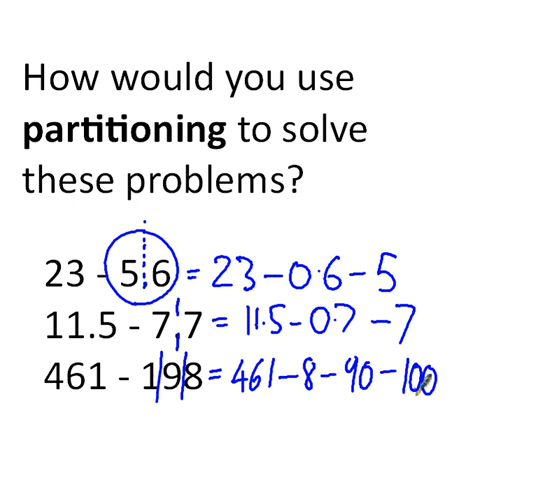 How would you use
partitioning to solve
these problems?
23 - 5.6 = 23 - 0.6 - 5
11.5 - 7.7 = 11.5 - 0.7 - 7
461 - 198 = 461 - 8 - 90 - 100